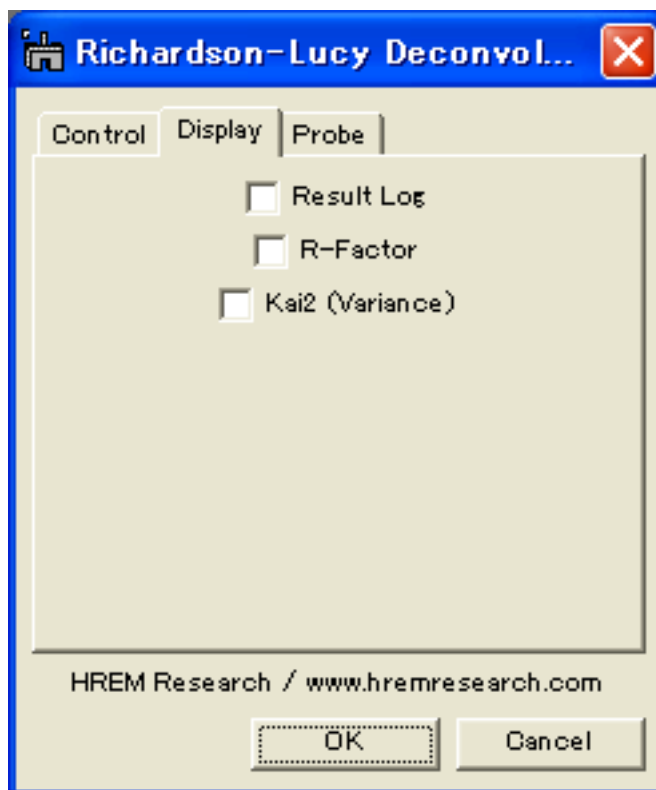 Richardson-Lucy Deconvol...
Control Display Probe
Result Log
R-Factor
Kai2 (Variance)
HREM Research / www.hremresearch.com
OK Cancel